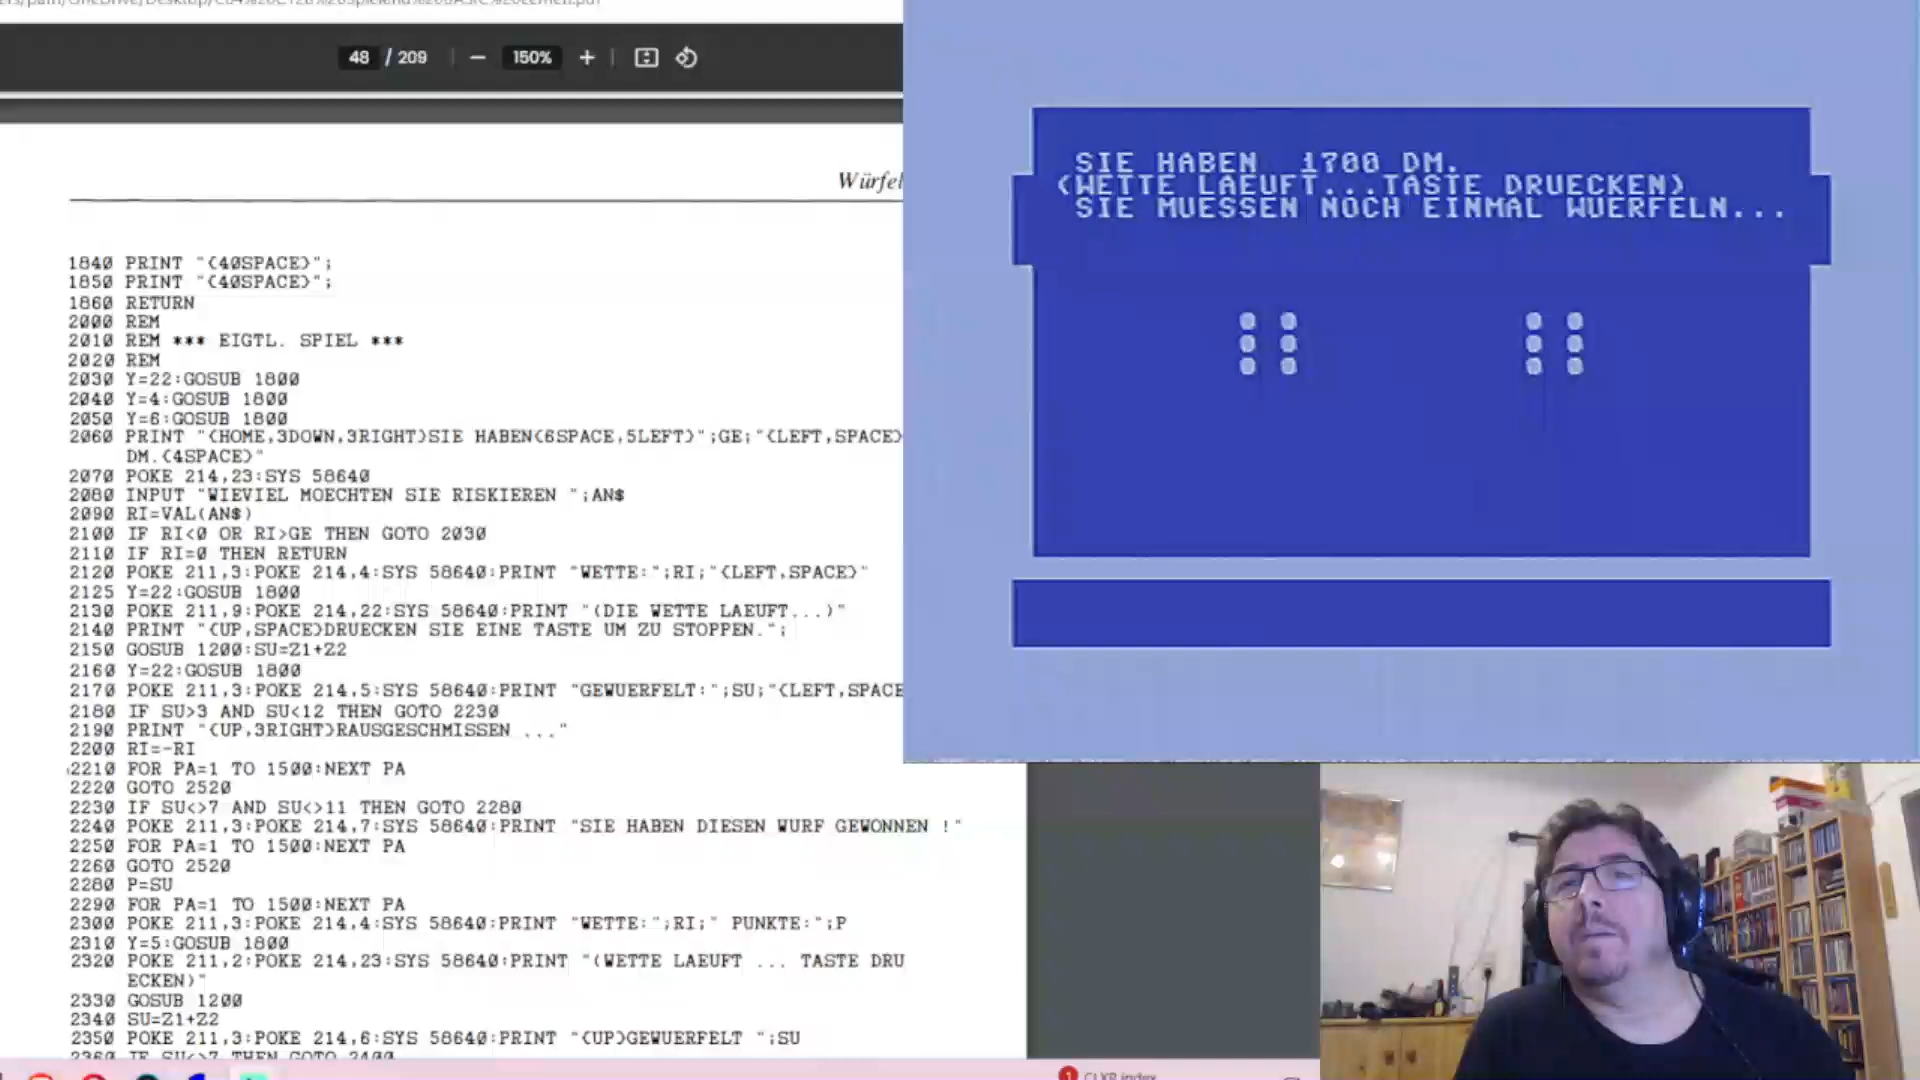 48 / 209
150%
Würfel
1840 PRINT "{40SPACE}";
1850 PRINT "{40SPACE}";
1860 RETURN
2000 REM
2010 REM *** EIGTL. SPIEL ***
2020 REM
2030 Y=22:GOSUB 1800
2040 Y=4:GOSUB 1800
2050 Y=6:GOSUB 1800
2060 PRINT "{HOME,3DOWN,3RIGHT}SIE HABEN{6SPACE,5LEFT}";GE;"{LEFT,SPACE}
DM.{4SPACE}"
2070 POKE 214,23:SYS 58640
2080 INPUT "WIEVIEL MOECHTEN SIE RISKIEREN ";AN$
2090 RI=VAL(AN$)
2100 IF RI<0 OR RI>GE THEN GOTO 2030
2110 IF RI=0 THEN RETURN
2120 POKE 211,3:POKE 214,4:SYS 58640:PRINT "WETTE:";RI;"{LEFT,SPACE}"
2125 Y=22:GOSUB 1800
2130 POKE 211,9:POKE 214,22:SYS 58640:PRINT "(DIE WETTE LAEUFT...)"
2140 PRINT "{UP,SPACE}DRUECKEN SIE EINE TASTE UM ZU STOPPEN.";
2150 GOSUB 1200:SU=Z1+Z2
2160 Y=22:GOSUB 1800
2170 POKE 211,3:POKE 214,5:SYS 58640:PRINT "GEWUERFELT:";SU;"{LEFT,SPACE
2180 IF SU>3 AND SU<12 THEN GOTO 2230
2190 PRINT "{UP,3RIGHT}RAUSGESCHMISSEN ..."
2200 RI=-RI
2210 FOR PA=1 TO 1500:NEXT PA
2220 GOTO 2520
2230 IF SU<>7 AND SU<>11 THEN GOTO 2280
2240 POKE 211,3:POKE 214,7:SYS 58640:PRINT "SIE HABEN DIESEN WURF GEWONNEN !"
2250 FOR PA=1 TO 1500:NEXT PA
2260 GOTO 2520
2280 P=SU
2290 FOR PA=1 TO 1500:NEXT PA
2300 POKE 211,3:POKE 214,4:SYS 58640:PRINT "WETTE:";RI;" PUNKTE:";P
2310 Y=5:GOSUB 1800
2320 POKE 211,2:POKE 214,23:SYS 58640:PRINT "(WETTE LAEUFT ... TASTE DRU
ECKEN)"
2330 GOSUB 1200
2340 SU=Z1+Z2
2350 POKE 211,3:POKE 214,6:SYS 58640:PRINT "{UP}GEWUERFELT ";SU
2360 IF SU<>7 THEN GOTO 2400
SIE HABEN 1700 DM.
(WETTE LAEUFT...TASTE DRUECKEN)
SIE MUESSEN NOCH EINMAL WUERFELN...